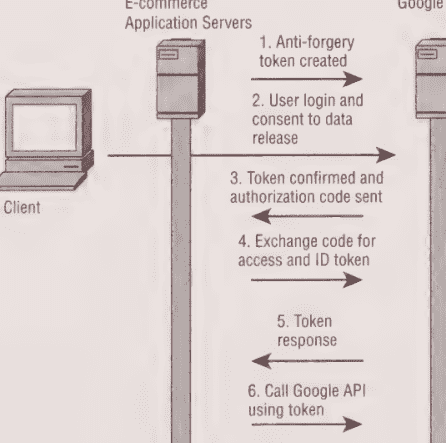 E-commerce
Application Servers
Google
1. Anti-forgery
token created
2. User login and
consent to data
release
Client
3. Token confirmed and
authorization code sent
4. Exchange code for
access and ID token
5. Token
response
6. Call Google API
using token